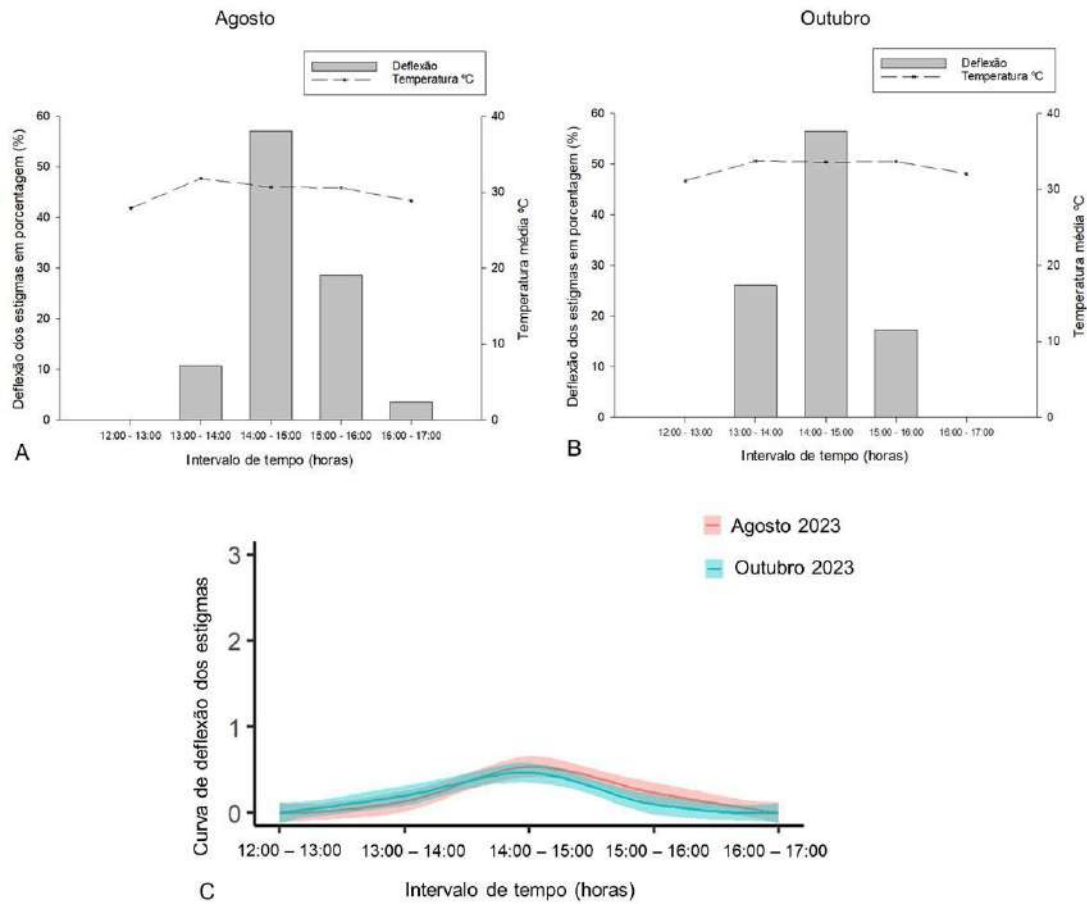 Agosto
Deflexão
Temperatura ºC
Deflexão dos estigmas em porcentagem (%)
60
50
40
30
20
10
0
40
30
20
10
0
Temperatura média ºC
12:00 - 13:00 13:00 - 14:00 14:00 - 15:00 15:00 - 16:00 16:00 - 17:00
Intervalo de tempo (horas)
A
Outubro
Deflexão
Temperatura ºC
Deflexão dos estigmas em porcentagem (%)
60
50
40
30
20
10
0
40
30
20
10
0
Temperatura média ºC
12:00 - 13:00 13:00 - 14:00 14:00 - 15:00 15:00 - 16:00 16:00 - 17:00
Intervalo de tempo (horas)
B
Agosto 2023
Outubro 2023
Curva de deflexão dos estigmas
3
2
1
0
12:00 – 13:00 13:00 – 14:00 14:00 – 15:00 15:00 – 16:00 16:00 – 17:00
Intervalo de tempo (horas)
C